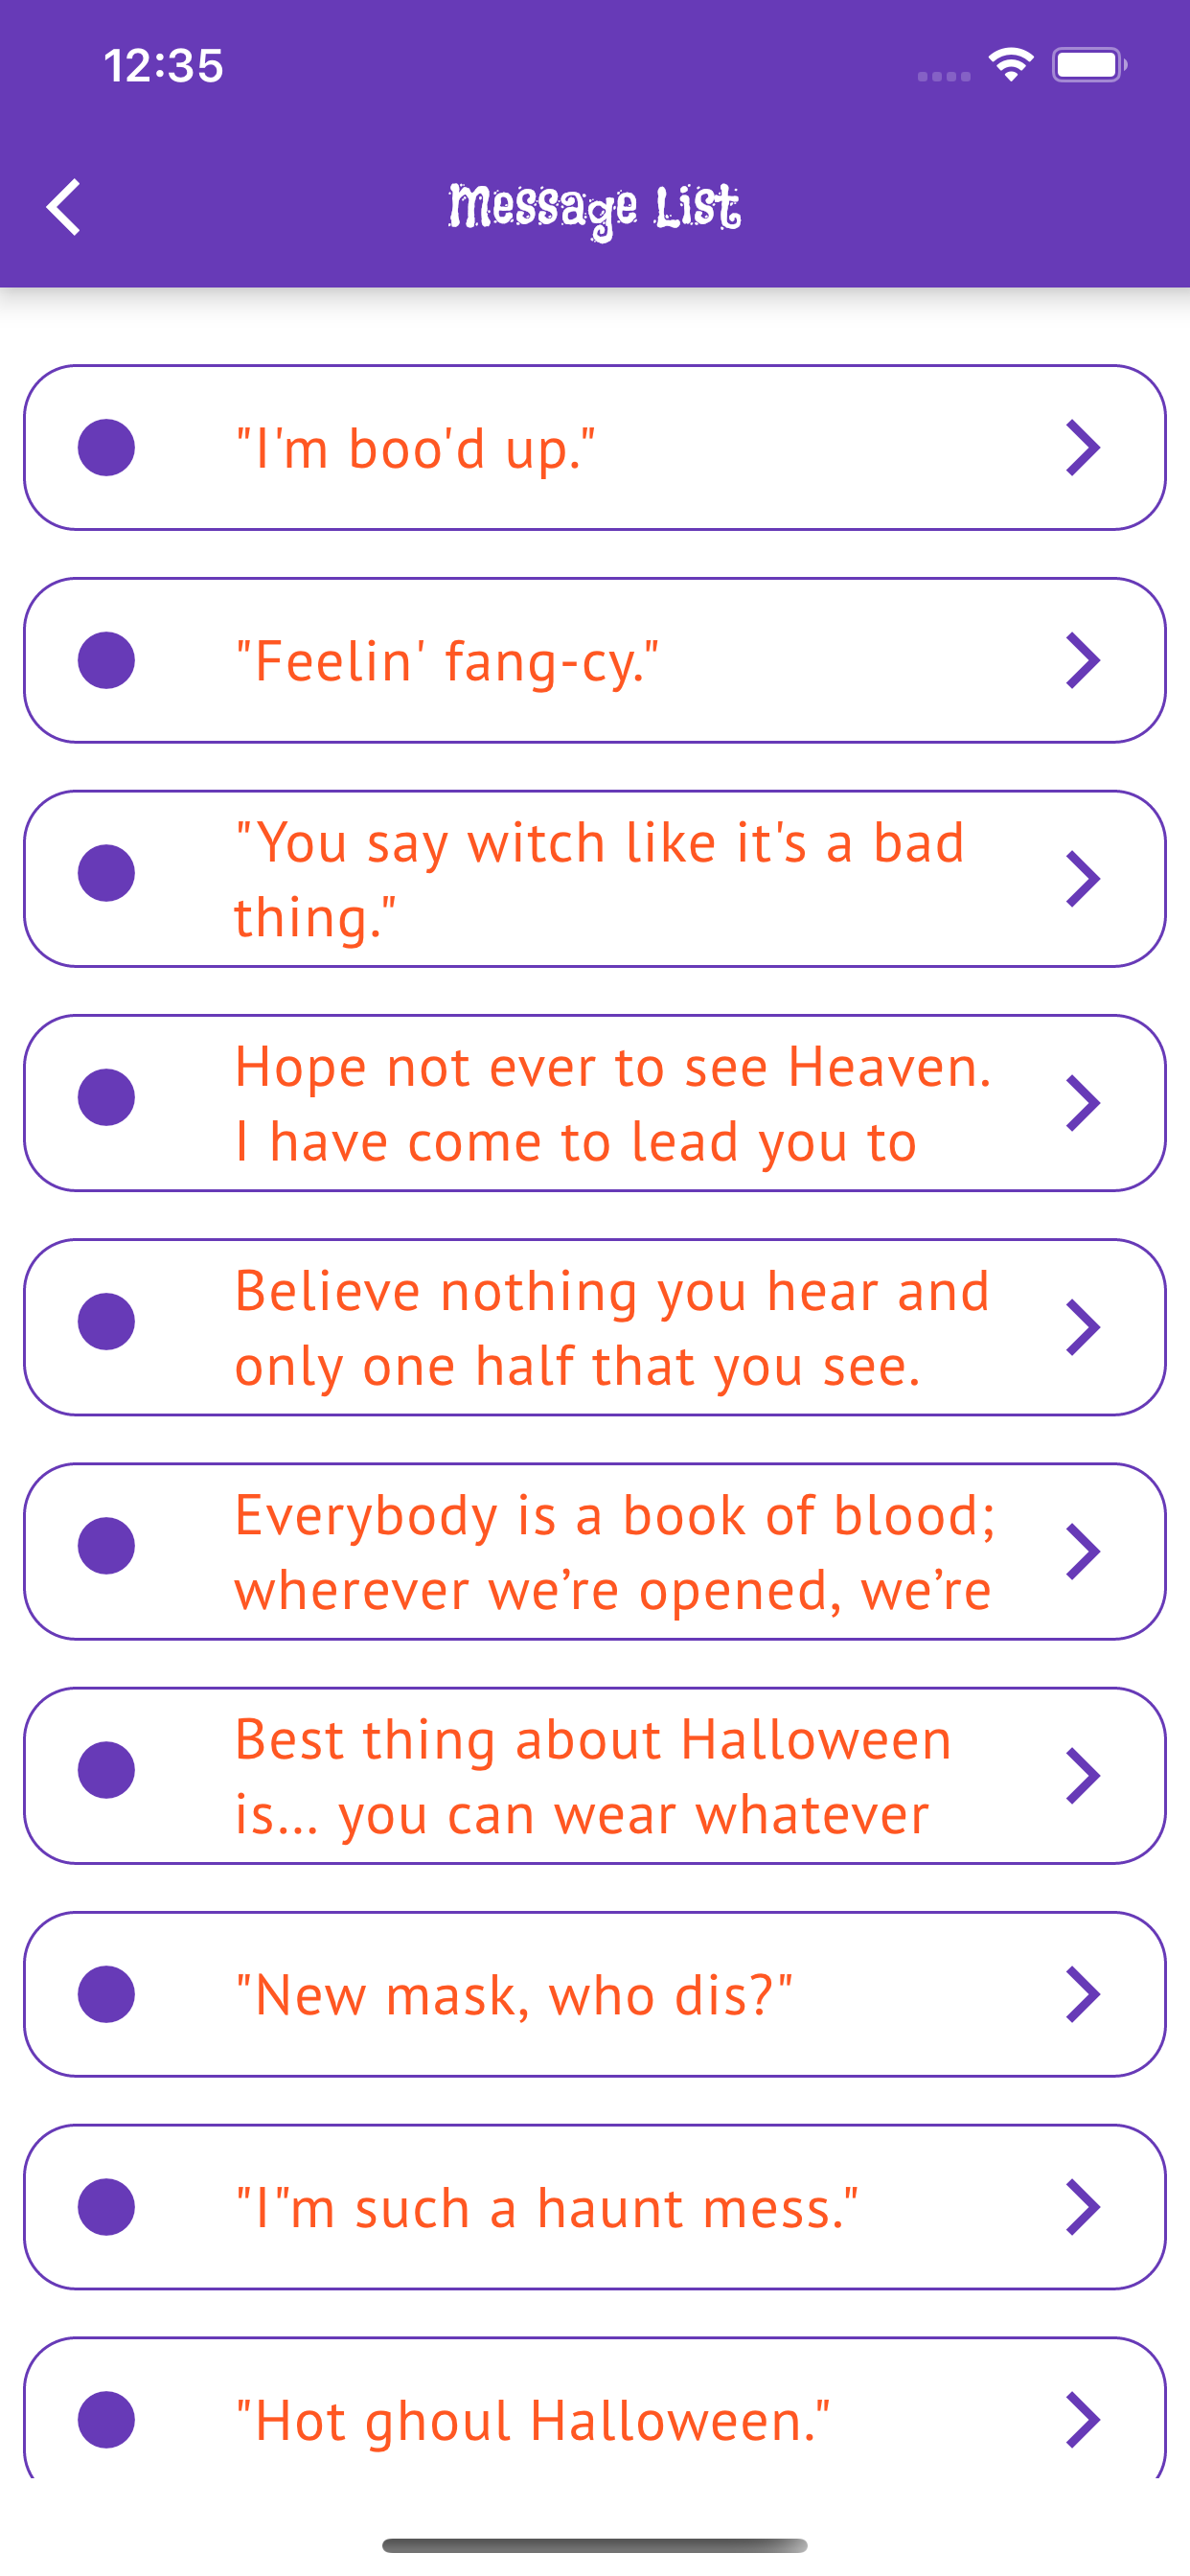 12:35
Message List
"I'm boo'd up."
"Feelin' fang-cy."
"You say witch like it's a bad
thing."
Hope not ever to see Heaven.
I have come to lead you to
Believe nothing you hear and
only one half that you see.
Everybody is a book of blood;
wherever we’re opened, we’re
Best thing about Halloween
is... you can wear whatever
"New mask, who dis?"
"I"m such a haunt mess."
"Hot ghoul Halloween."